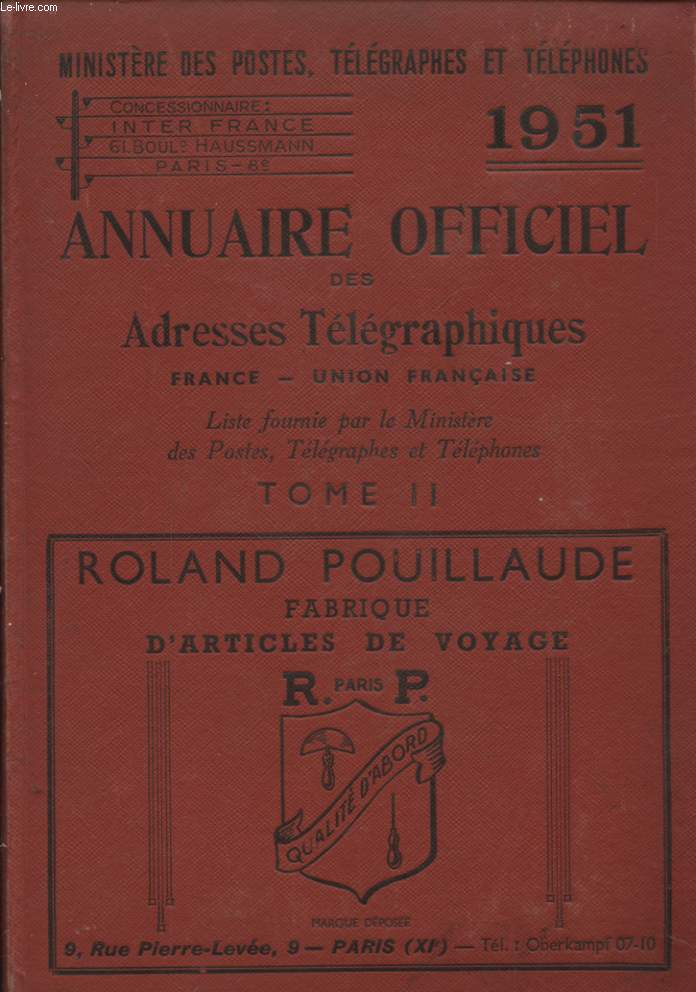 Le-livre.com
MINISTÈRE DES POSTES, TÉLÉGRAPHES ET TÉLÉPHONES
CONCESSIONNAIRE:
INTER FRANCE
61.BOULD HAUSSMANN
PARIS-8e
1951
ANNUAIRE OFFICIEL
DES
Adresses Télégraphiques
FRANCE — UNION FRANÇAISE
Liste fournie par le Ministère
des Postes, Télégraphes et Téléphones
TOME II
ROLAND POUILLAUDE
FABRIQUE
D'ARTICLES DE VOYAGE
R. PARIS P.
QUALITÉ D'ABORD
MARQUE DÉPOSÉE
9, Rue Pierre-Levée, 9 — PARIS (XIe) — Tél. : Oberkampf 07-10